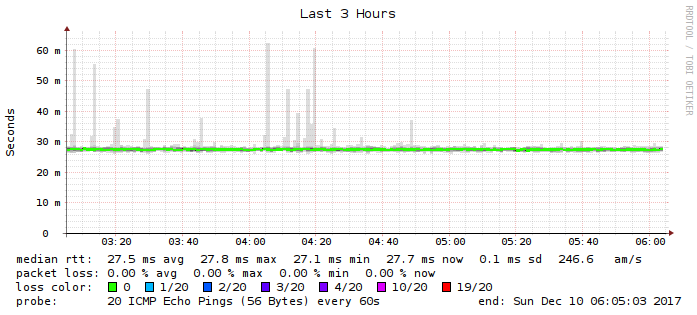 Last 3 Hours
RRDTOOL / TOBI OETIKER
Seconds
60 m
50 m
40 m
30 m
20 m
10 m
0
03:20 03:40 04:00 04:20 04:40 05:00 05:20 05:40 06:00
median rtt: 27.5 ms avg 27.8 ms max 27.1 ms min 27.7 ms now 0.1 ms sd 246.6 am/s
packet loss: 0.00 % avg 0.00 % max 0.00 % min 0.00 % now
loss color: 0 1/20 2/20 3/20 4/20 10/20 19/20
probe: 20 ICMP Echo Pings (56 Bytes) every 60s end: Sun Dec 10 06:05:03 2017